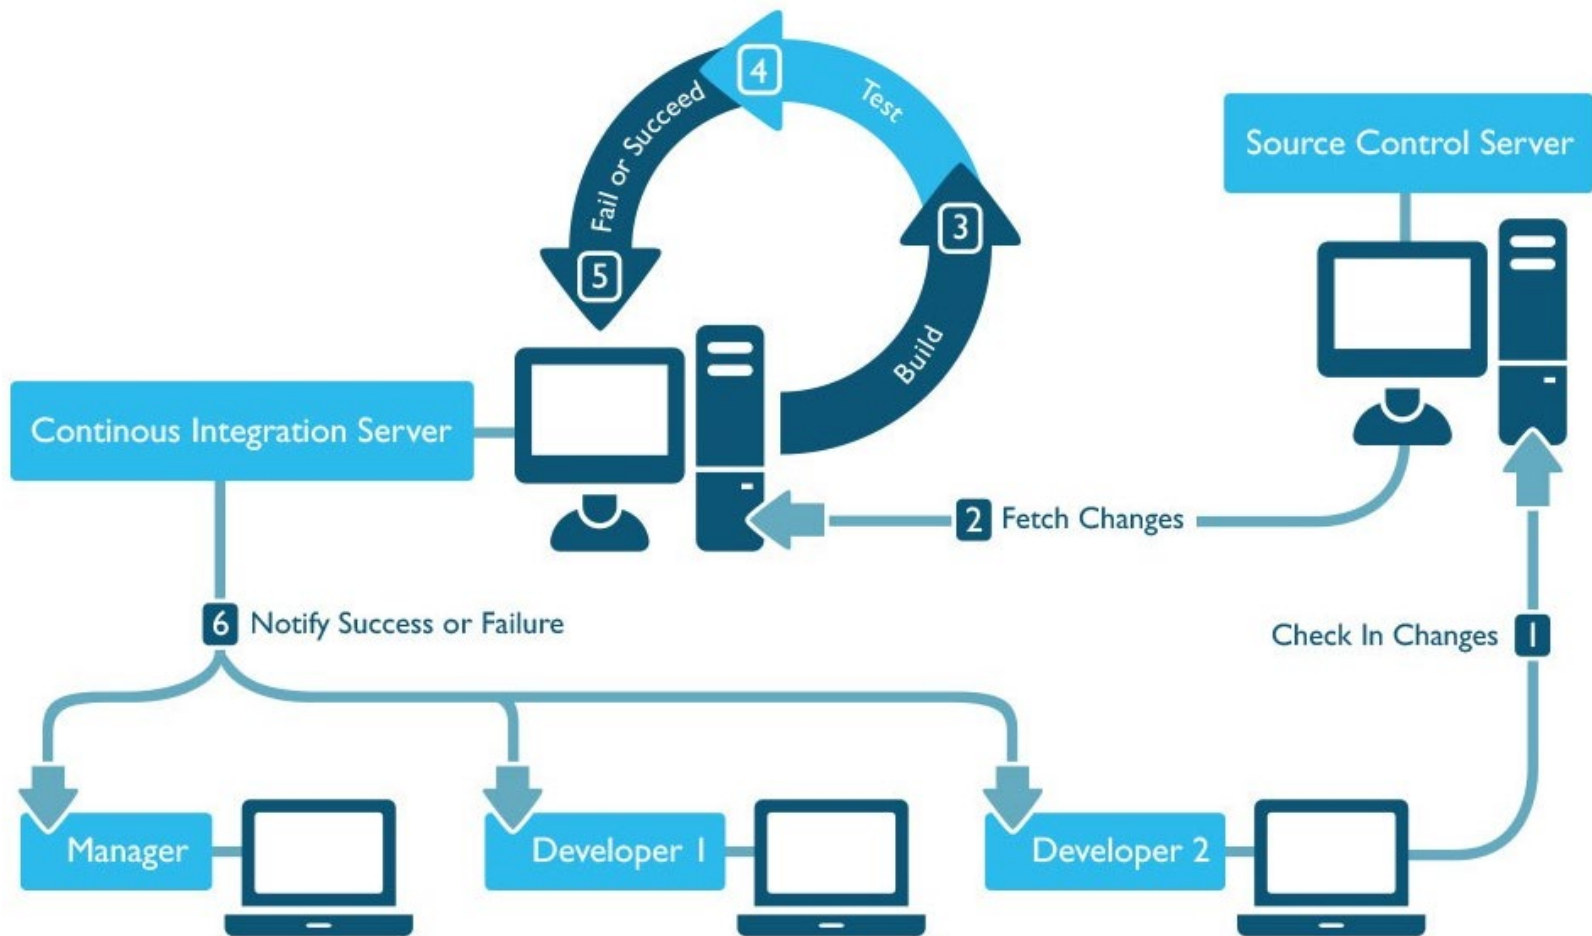 4
Test
Fail or Succeed
Source Control Server
3
5
Build
Continous Integration Server
2 Fetch Changes
6 Notify Success or Failure
Check In Changes 1
Manager
Developer 1
Developer 2